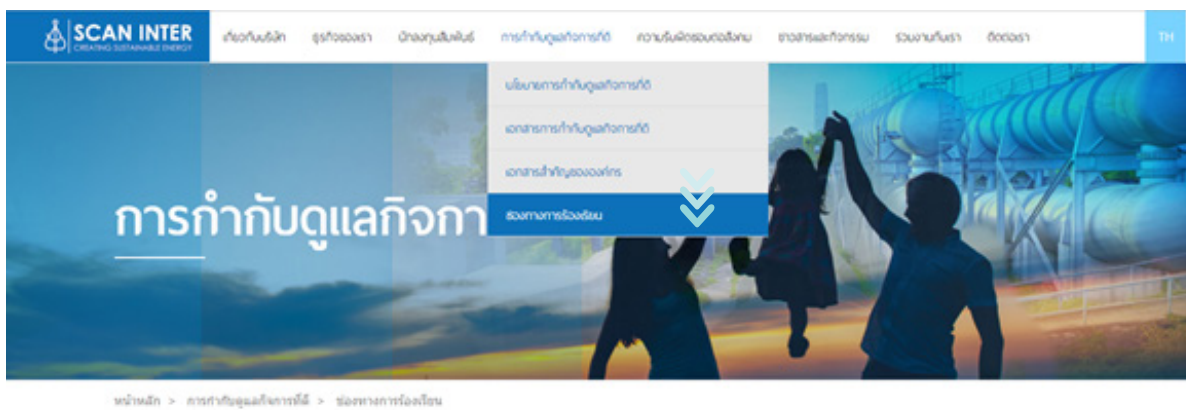 SCAN INTER
CREATING SUSTAINABLE ENERGY
เกี่ยวกับบริษัท ธุรกิจของเรา นักลงทุนสัมพันธ์ การกำกับดูแลกิจการที่ดี ความรับผิดชอบต่อสังคม ข่าวสารและกิจกรรม ร่วมงานกับเรา ติดต่อเรา TH
นโยบายการกำกับดูแลกิจการที่ดี
เอกสารการกำกับดูแลกิจการที่ดี
เอกสารสำคัญขององค์กร
ช่องทางการร้องเรียน
การกำกับดูแลกิจกา
หน้าหลัก > การกำกับดูแลกิจการที่ดี > ช่องทางการร้องเรียน